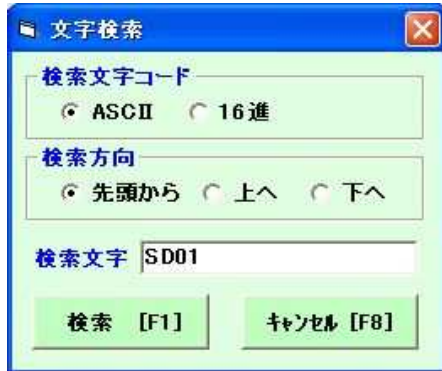 文字検索
検索文字コード
ASCII 16進
検索方向
先頭から 上へ 下へ
検索文字 SD01
検索 [F1] キャンセル [F8]